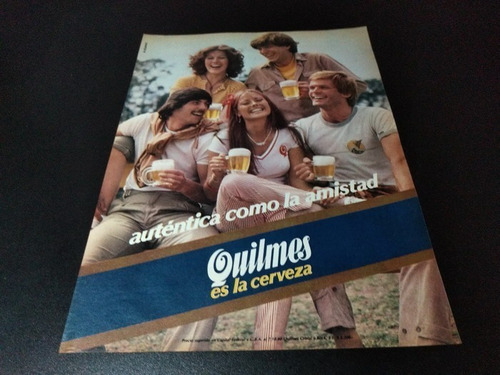 auténtica como la amistad
Quilmes
es la cerveza